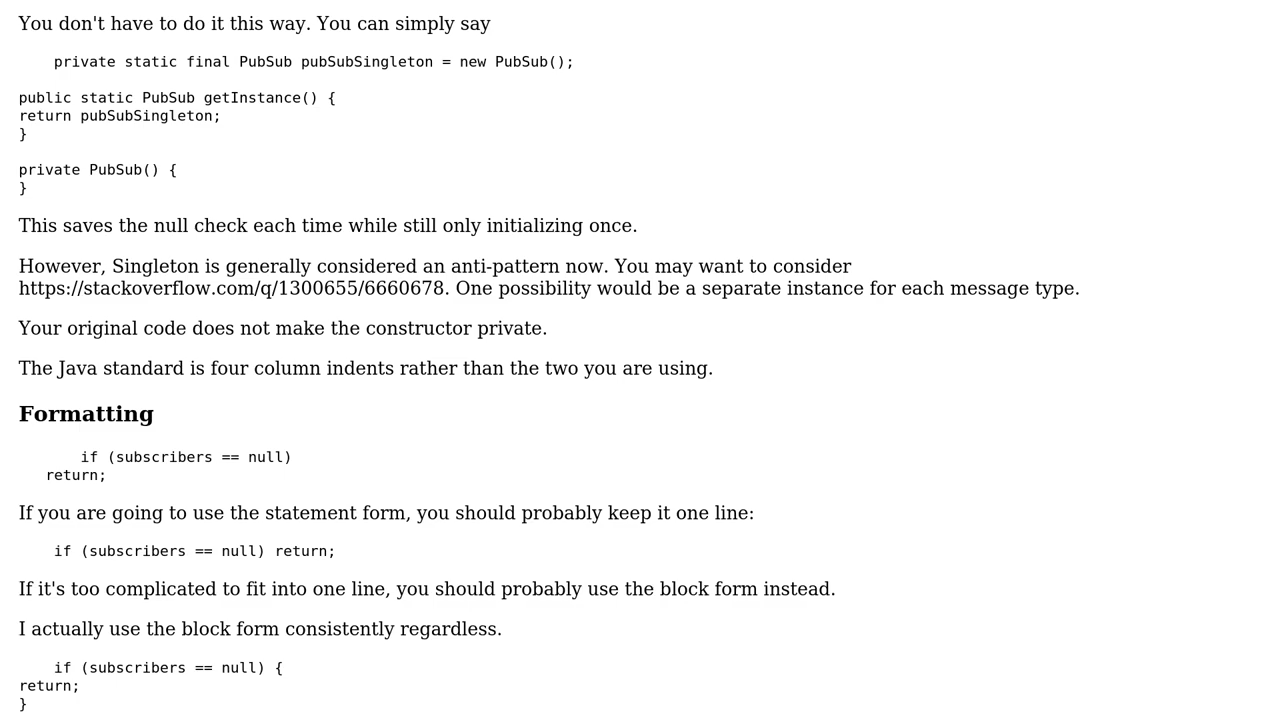 You don't have to do it this way. You can simply say
    private static final PubSub pubSubSingleton = new PubSub();
public static PubSub getInstance() {
return pubSubSingleton;
}
private PubSub() {
}
This saves the null check each time while still only initializing once.
However, Singleton is generally considered an anti-pattern now. You may want to consider
https://stackoverflow.com/q/1300655/6660678. One possibility would be a separate instance for each message type.
Your original code does not make the constructor private.
The Java standard is four column indents rather than the two you are using.
Formatting
       if (subscribers == null)
   return;
If you are going to use the statement form, you should probably keep it one line:
    if (subscribers == null) return;
If it's too complicated to fit into one line, you should probably use the block form instead.
I actually use the block form consistently regardless.
    if (subscribers == null) {
return;
}